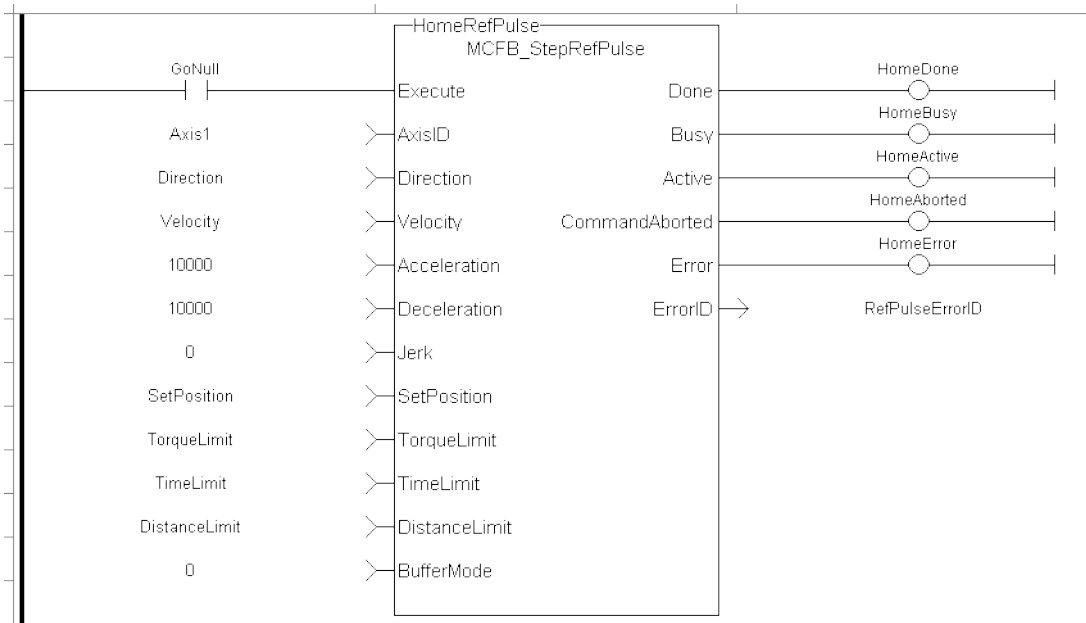 HomeRefPulse
MCFB_StepRefPulse
GoNull Execute Done HomeDone
Axis1 AxisID Busy HomeBusy
Direction Direction Active HomeActive
Velocity Velocity CommandAborted HomeAborted
10000 Acceleration Error HomeError
10000 Deceleration ErrorID RefPulseErrorID
0 Jerk
SetPosition SetPosition
TorqueLimit TorqueLimit
TimeLimit TimeLimit
DistanceLimit DistanceLimit
0 BufferMode